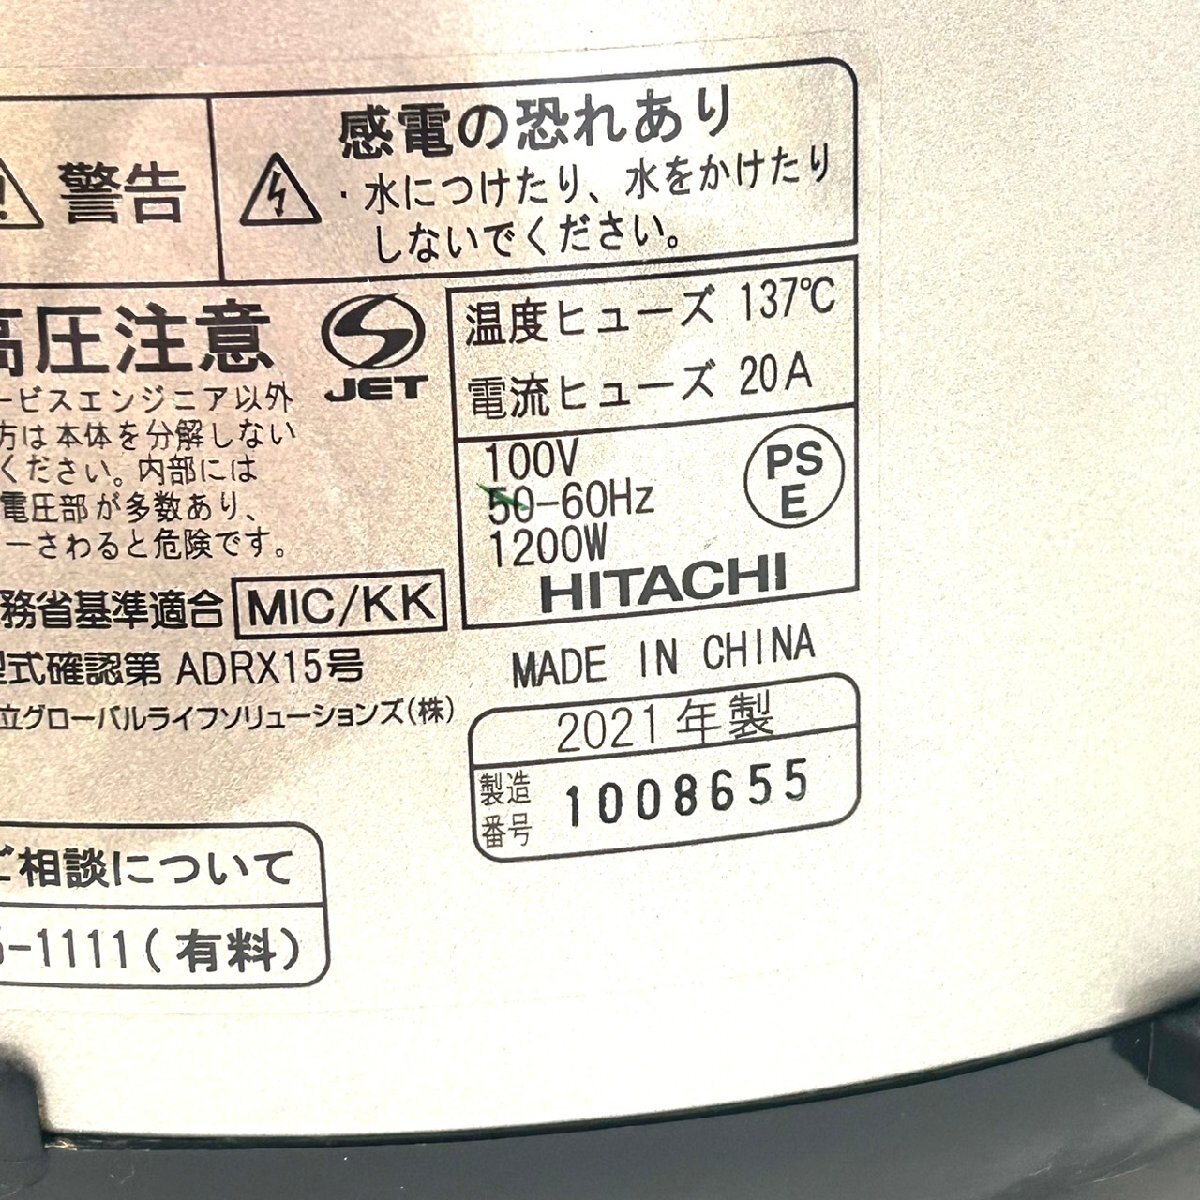 警告
感電の恐れあり
・水につけたり、水をかけたり
しないでください。
高圧注意
ービスエンジニア以外
方は本体を分解しない
ください。内部には
電圧部が多数あり、
一さわると危険です。
JET
温度ヒューズ 137℃
電流ヒューズ 20A
100V
50-60Hz
1200W
PS
E
HITACHI
務省基準適合 MIC/KK
型式確認第 ADRX15号
立グローバルライフソリューションズ(株)
MADE IN CHINA
2021年製
製造
番号
1008655
ご相談について
-1111(有料)